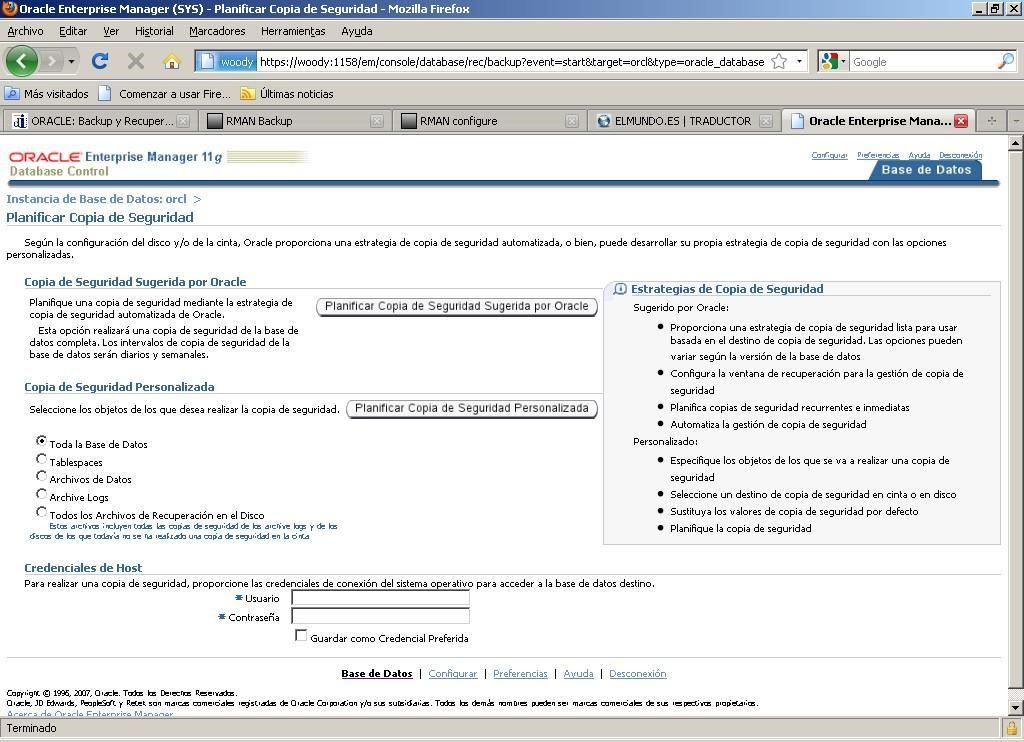 Oracle Enterprise Manager (SYS) - Planificar Copia de Seguridad - Mozilla Firefox
Archivo Editar Ver Historial Marcadores Herramientas Ayuda
woody https://woody:1158/em/console/database/rec/backup?event=start&target=orcl&type=oracle_database Google
Más visitados Comenzar a usar Fire... Últimas noticias
ORACLE: Backup y Recuper... RMAN Backup RMAN configure ELMUNDO.ES | TRADUCTOR Oracle Enterprise Mana...
ORACLE Enterprise Manager 11g
Database Control
Configurar Preferencias Ayuda Desconexión
Base de Datos
Instancia de Base de Datos: orcl >
Planificar Copia de Seguridad
Según la configuración del disco y/o de la cinta, Oracle proporciona una estrategia de copia de seguridad automatizada, o bien, puede desarrollar su propia estrategia de copia de seguridad con las opciones
personalizadas.
Copia de Seguridad Sugerida por Oracle
Planifique una copia de seguridad mediante la estrategia de
copia de seguridad automatizada de Oracle.
Planificar Copia de Seguridad Sugerida por Oracle
Esta opción realizará una copia de seguridad de la base de
datos completa. Los intervalos de copia de seguridad de la
base de datos serán diarios y semanales.
Copia de Seguridad Personalizada
Seleccione los objetos de los que desea realizar la copia de seguridad.
Planificar Copia de Seguridad Personalizada
Toda la Base de Datos
Tablespaces
Archivos de Datos
Archive Logs
Todos los Archivos de Recuperación en el Disco
Estos archivos incluyen todas las copias de seguridad de los archive logs y de los
discos de los que todavía no se ha realizado una copia de seguridad en la cinta
Estrategias de Copia de Seguridad
Sugerido por Oracle:
● Proporciona una estrategia de copia de seguridad lista para usar
basada en el destino de copia de seguridad. Las opciones pueden
variar según la versión de la base de datos
● Configura la ventana de recuperación para la gestión de copia de
seguridad
● Planifica copias de seguridad recurrentes e inmediatas
● Automatiza la gestión de copia de seguridad
Personalizado:
● Especifique los objetos de los que se va a realizar una copia de
seguridad
● Seleccione un destino de copia de seguridad en cinta o en disco
● Sustituya los valores de copia de seguridad por defecto
● Planifique la copia de seguridad
Credenciales de Host
Para realizar una copia de seguridad, proporcione las credenciales de conexión del sistema operativo para acceder a la base de datos destino.
* Usuario
* Contraseña
Guardar como Credencial Preferida
Base de Datos | Configurar | Preferencias | Ayuda | Desconexión
Copyright © 1996, 2007, Oracle. Todos los Derechos Reservados.
Oracle, JD Edwards, PeopleSoft y Retek son marcas comerciales registradas de Oracle Corporation y/o sus subsidiarias. Todos los demás nombres pueden ser marcas comerciales de sus respectivos propietarios.
Acerca de Oracle Enterprise Manager
Terminado